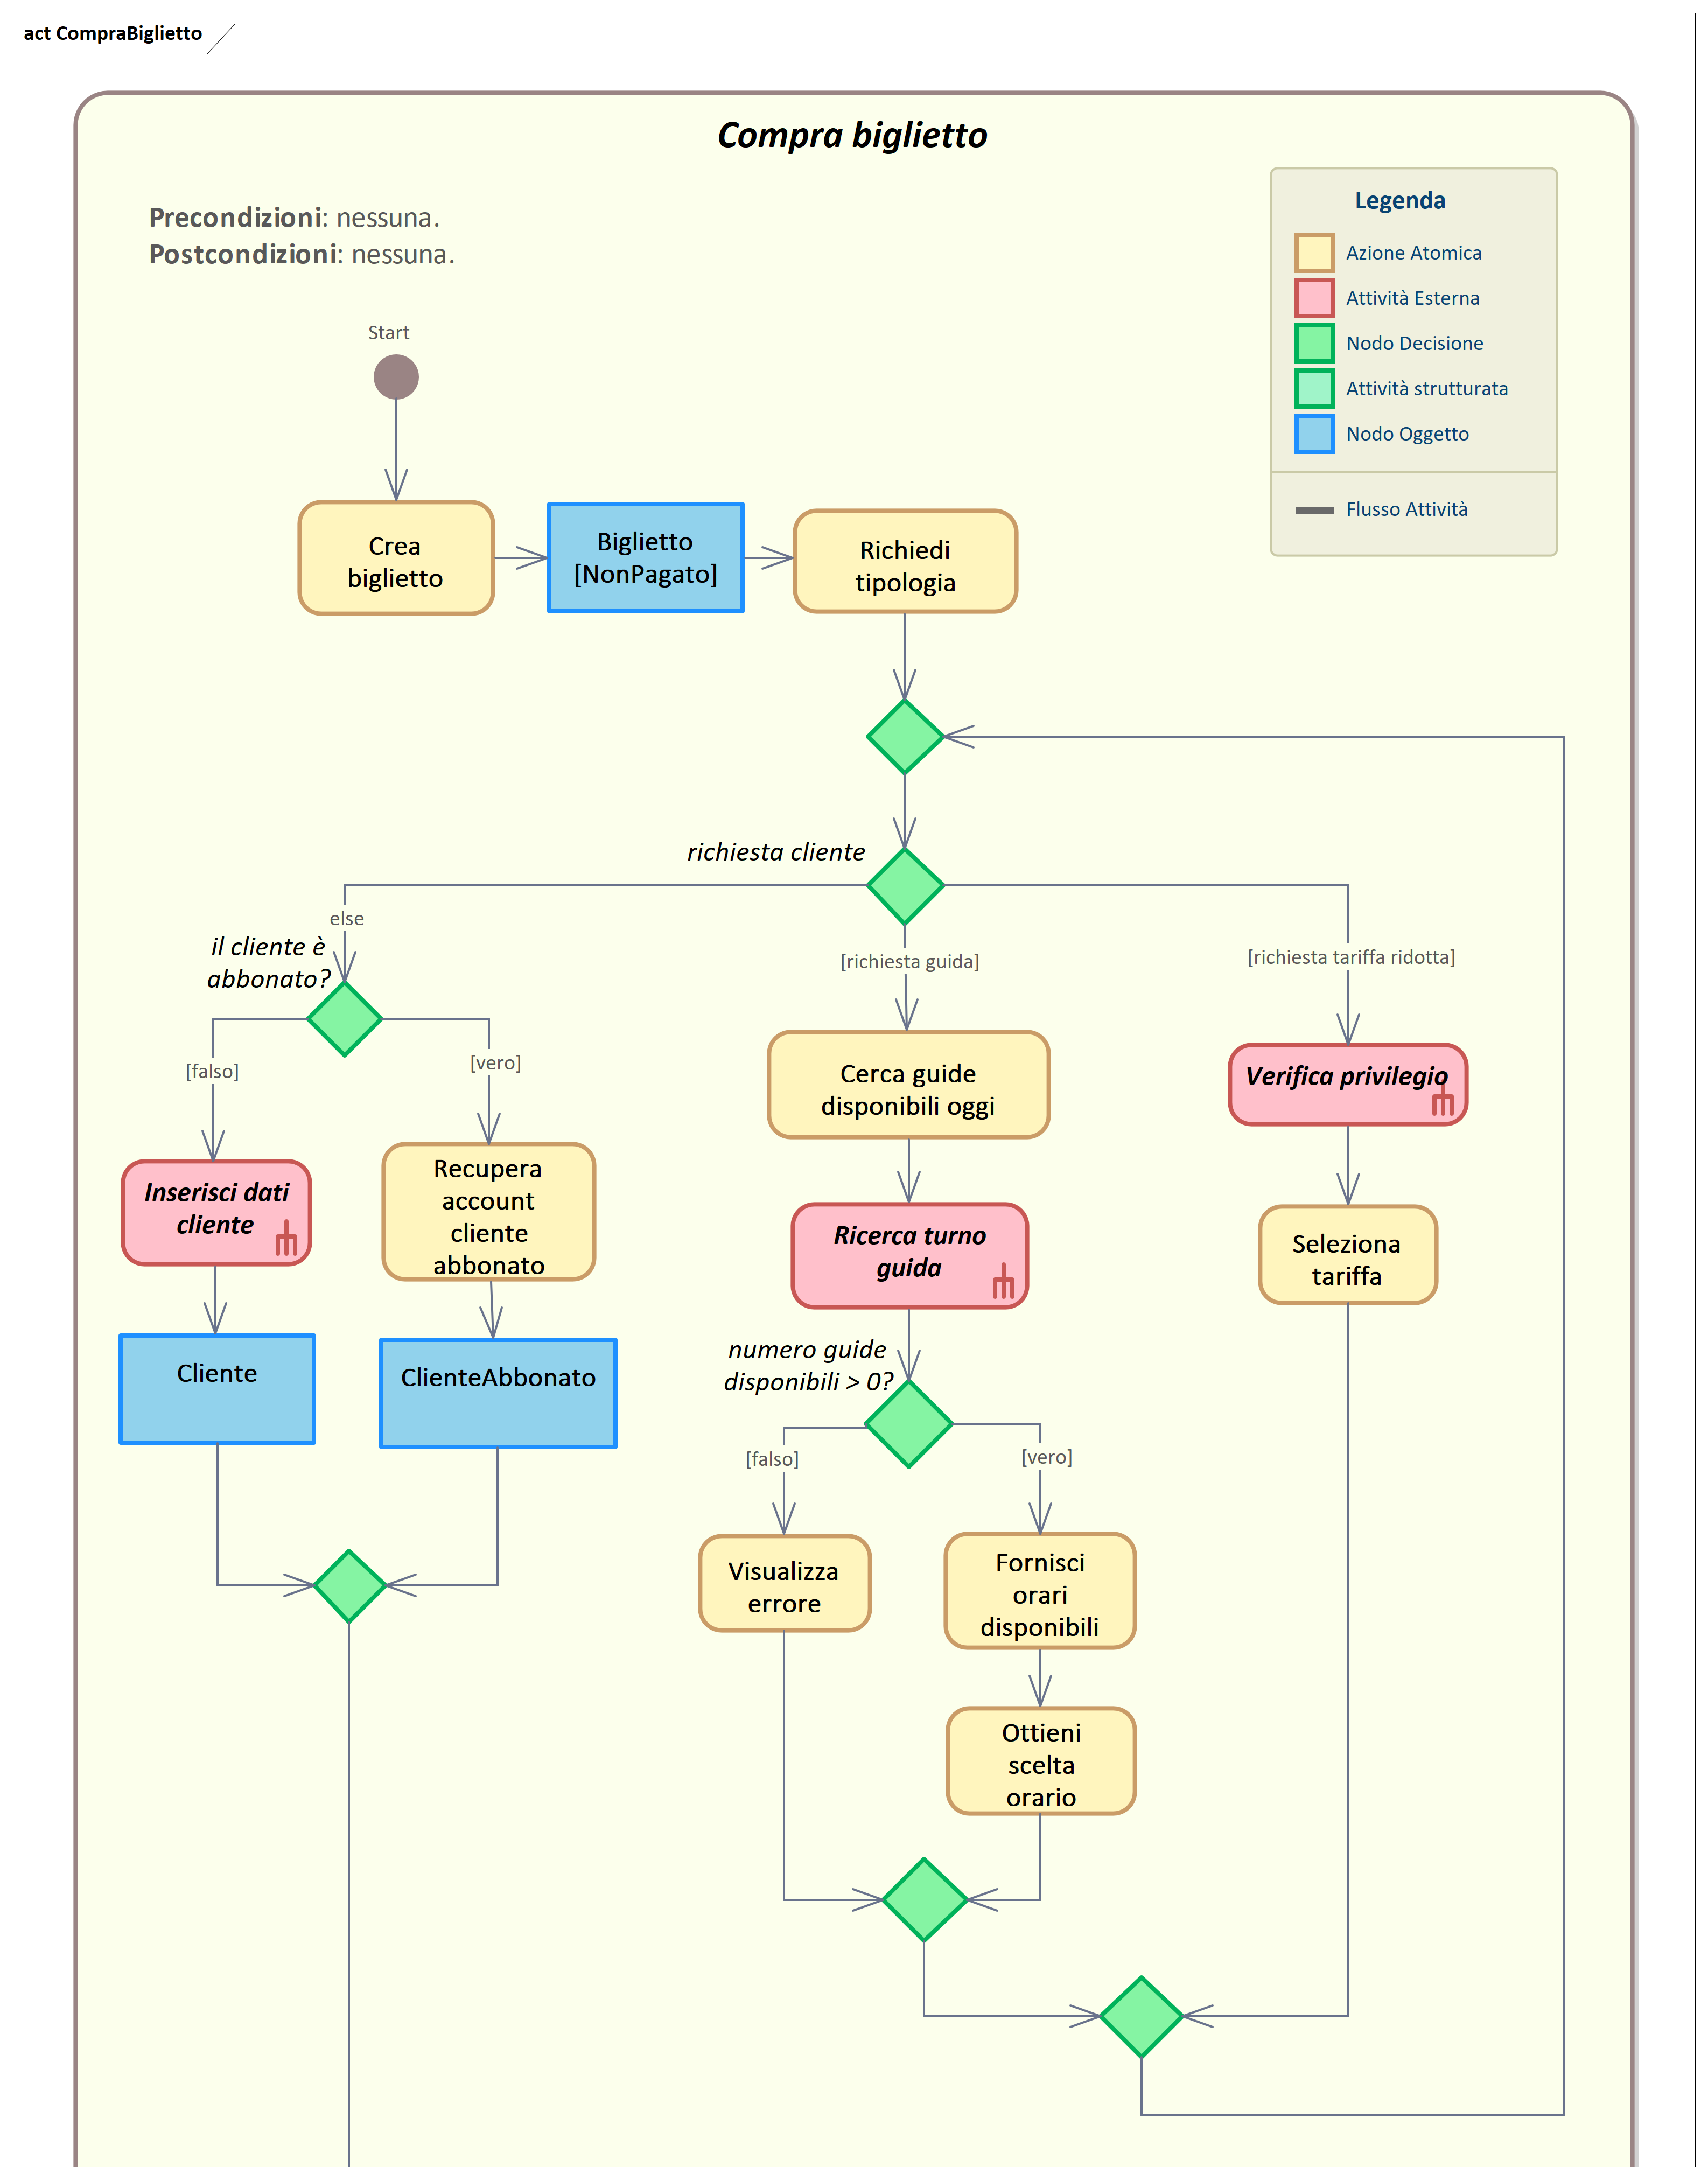 act CompraBiglietto
Compra biglietto
Precondizioni: nessuna.
Postcondizioni: nessuna.
Legenda
Azione Atomica
Attività Esterna
Nodo Decisione
Attività strutturata
Nodo Oggetto
Flusso Attività
Start
Crea
biglietto
Biglietto
[NonPagato]
Richiedi
tipologia
richiesta cliente
else
[richiesta guida]
[richiesta tariffa ridotta]
il cliente è
abbonato?
[falso]
[vero]
Inserisci dati
cliente
Recupera
account
cliente
abbonato
Cerca guide
disponibili oggi
Verifica privilegio
Ricerca turno
guida
Seleziona
tariffa
Cliente
ClienteAbbonato
numero guide
disponibili > 0?
[falso]
[vero]
Visualizza
errore
Fornisci
orari
disponibili
Ottieni
scelta
orario